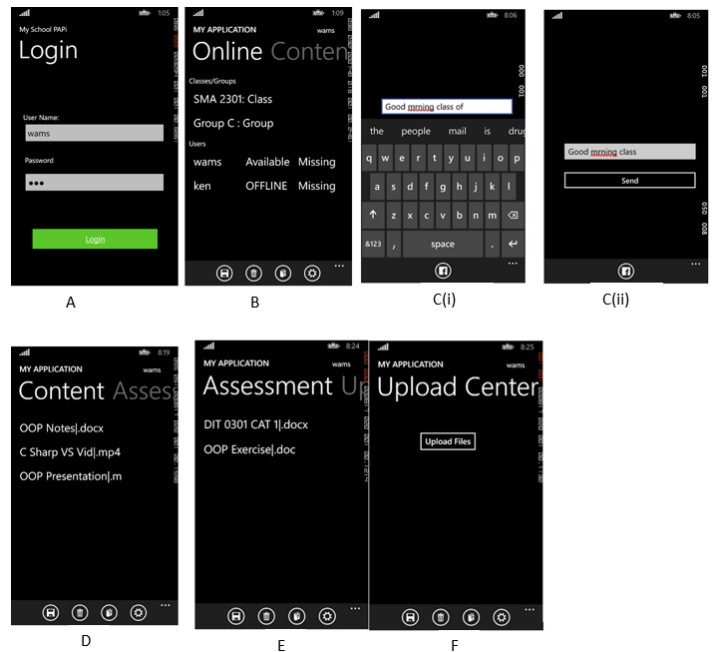 1:05
My School PAPi
Login
User Name:
wams
Password
Login
A
1:09
MY APPLICATION wams
Online Conten
Classes/Groups
SMA 2301: Class
Group C : Group
Users
wams Available Missing
ken OFFLINE Missing
B
8:06
Good mrning class of
the people mail is drug
q w e r t y u i o p
a s d f g h j k l
z x c v b n m
&123 , space .
C(i)
8:05
Good mrning class
Send
C(ii)
8:19
MY APPLICATION wams
Content Asses
OOP Notes|.docx
C Sharp VS Vid|.mp4
OOP Presentation|.m
D
8:24
MY APPLICATION wams
Assessment Up
DIT 0301 CAT 1|.docx
OOP Exercise|.doc
E
8:25
MY APPLICATION wams
Upload Center
Upload Files
F